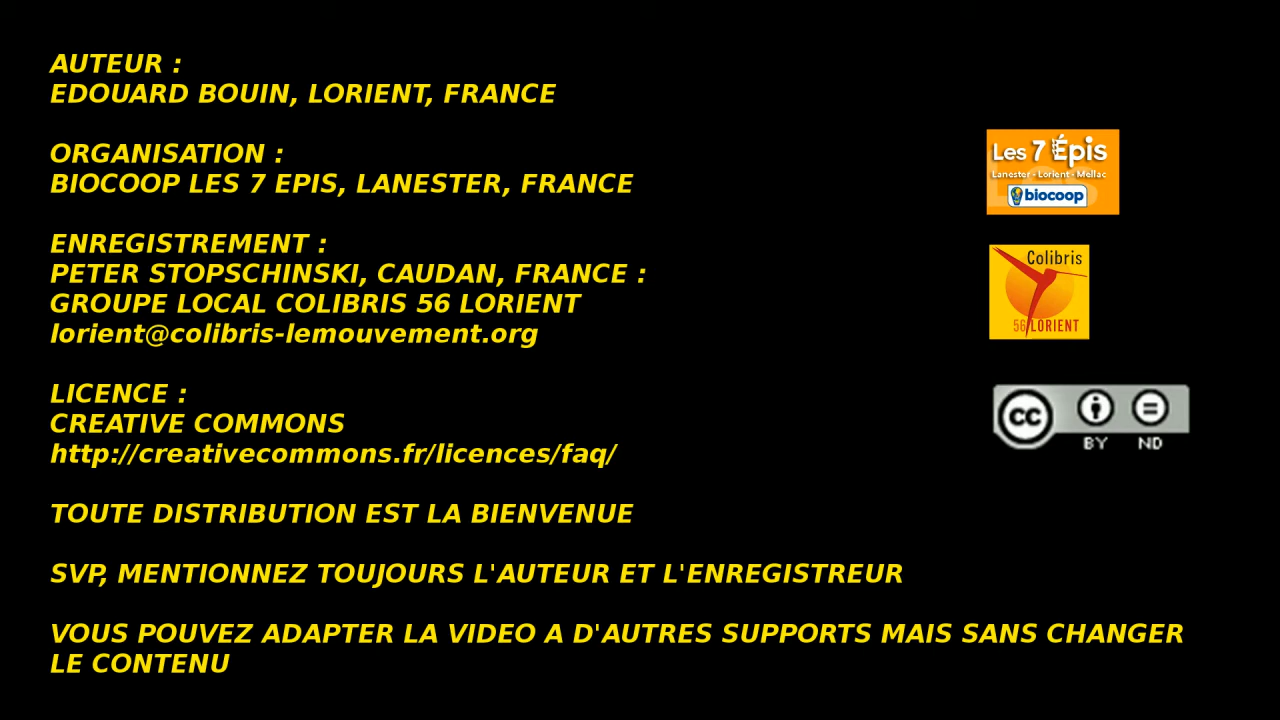 AUTEUR :
EDOUARD BOUIN, LORIENT, FRANCE
ORGANISATION :
BIOCOOP LES 7 EPIS, LANESTER, FRANCE
ENREGISTREMENT :
PETER STOPSCHINSKI, CAUDAN, FRANCE :
GROUPE LOCAL COLIBRIS 56 LORIENT
lorient@colibris-lemouvement.org
LICENCE :
CREATIVE COMMONS
http://creativecommons.fr/licences/faq/
TOUTE DISTRIBUTION EST LA BIENVENUE
SVP, MENTIONNEZ TOUJOURS L'AUTEUR ET L'ENREGISTREUR
VOUS POUVEZ ADAPTER LA VIDEO A D'AUTRES SUPPORTS MAIS SANS CHANGER
LE CONTENU
Les 7 Épis
Lanester - Lorient - Mellac
biocoop
Colibris
56 LORIENT
cc
BY ND